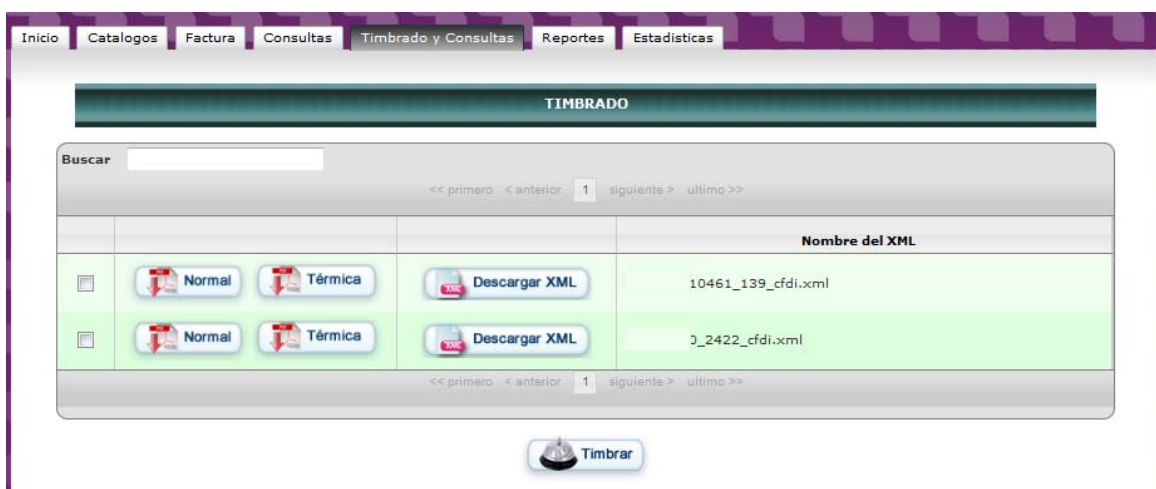 Inicio Catalogos Factura Consultas Timbrado y Consultas Reportes Estadisticas
TIMBRADO
Buscar
<< primero < anterior 1 siguiente > ultimo >>
Nombre del XML
Normal Térmica Descargar XML 10461_139_cfdi.xml
Normal Térmica Descargar XML 0_2422_cfdi.xml
<< primero < anterior 1 siguiente > ultimo >>
Timbrar